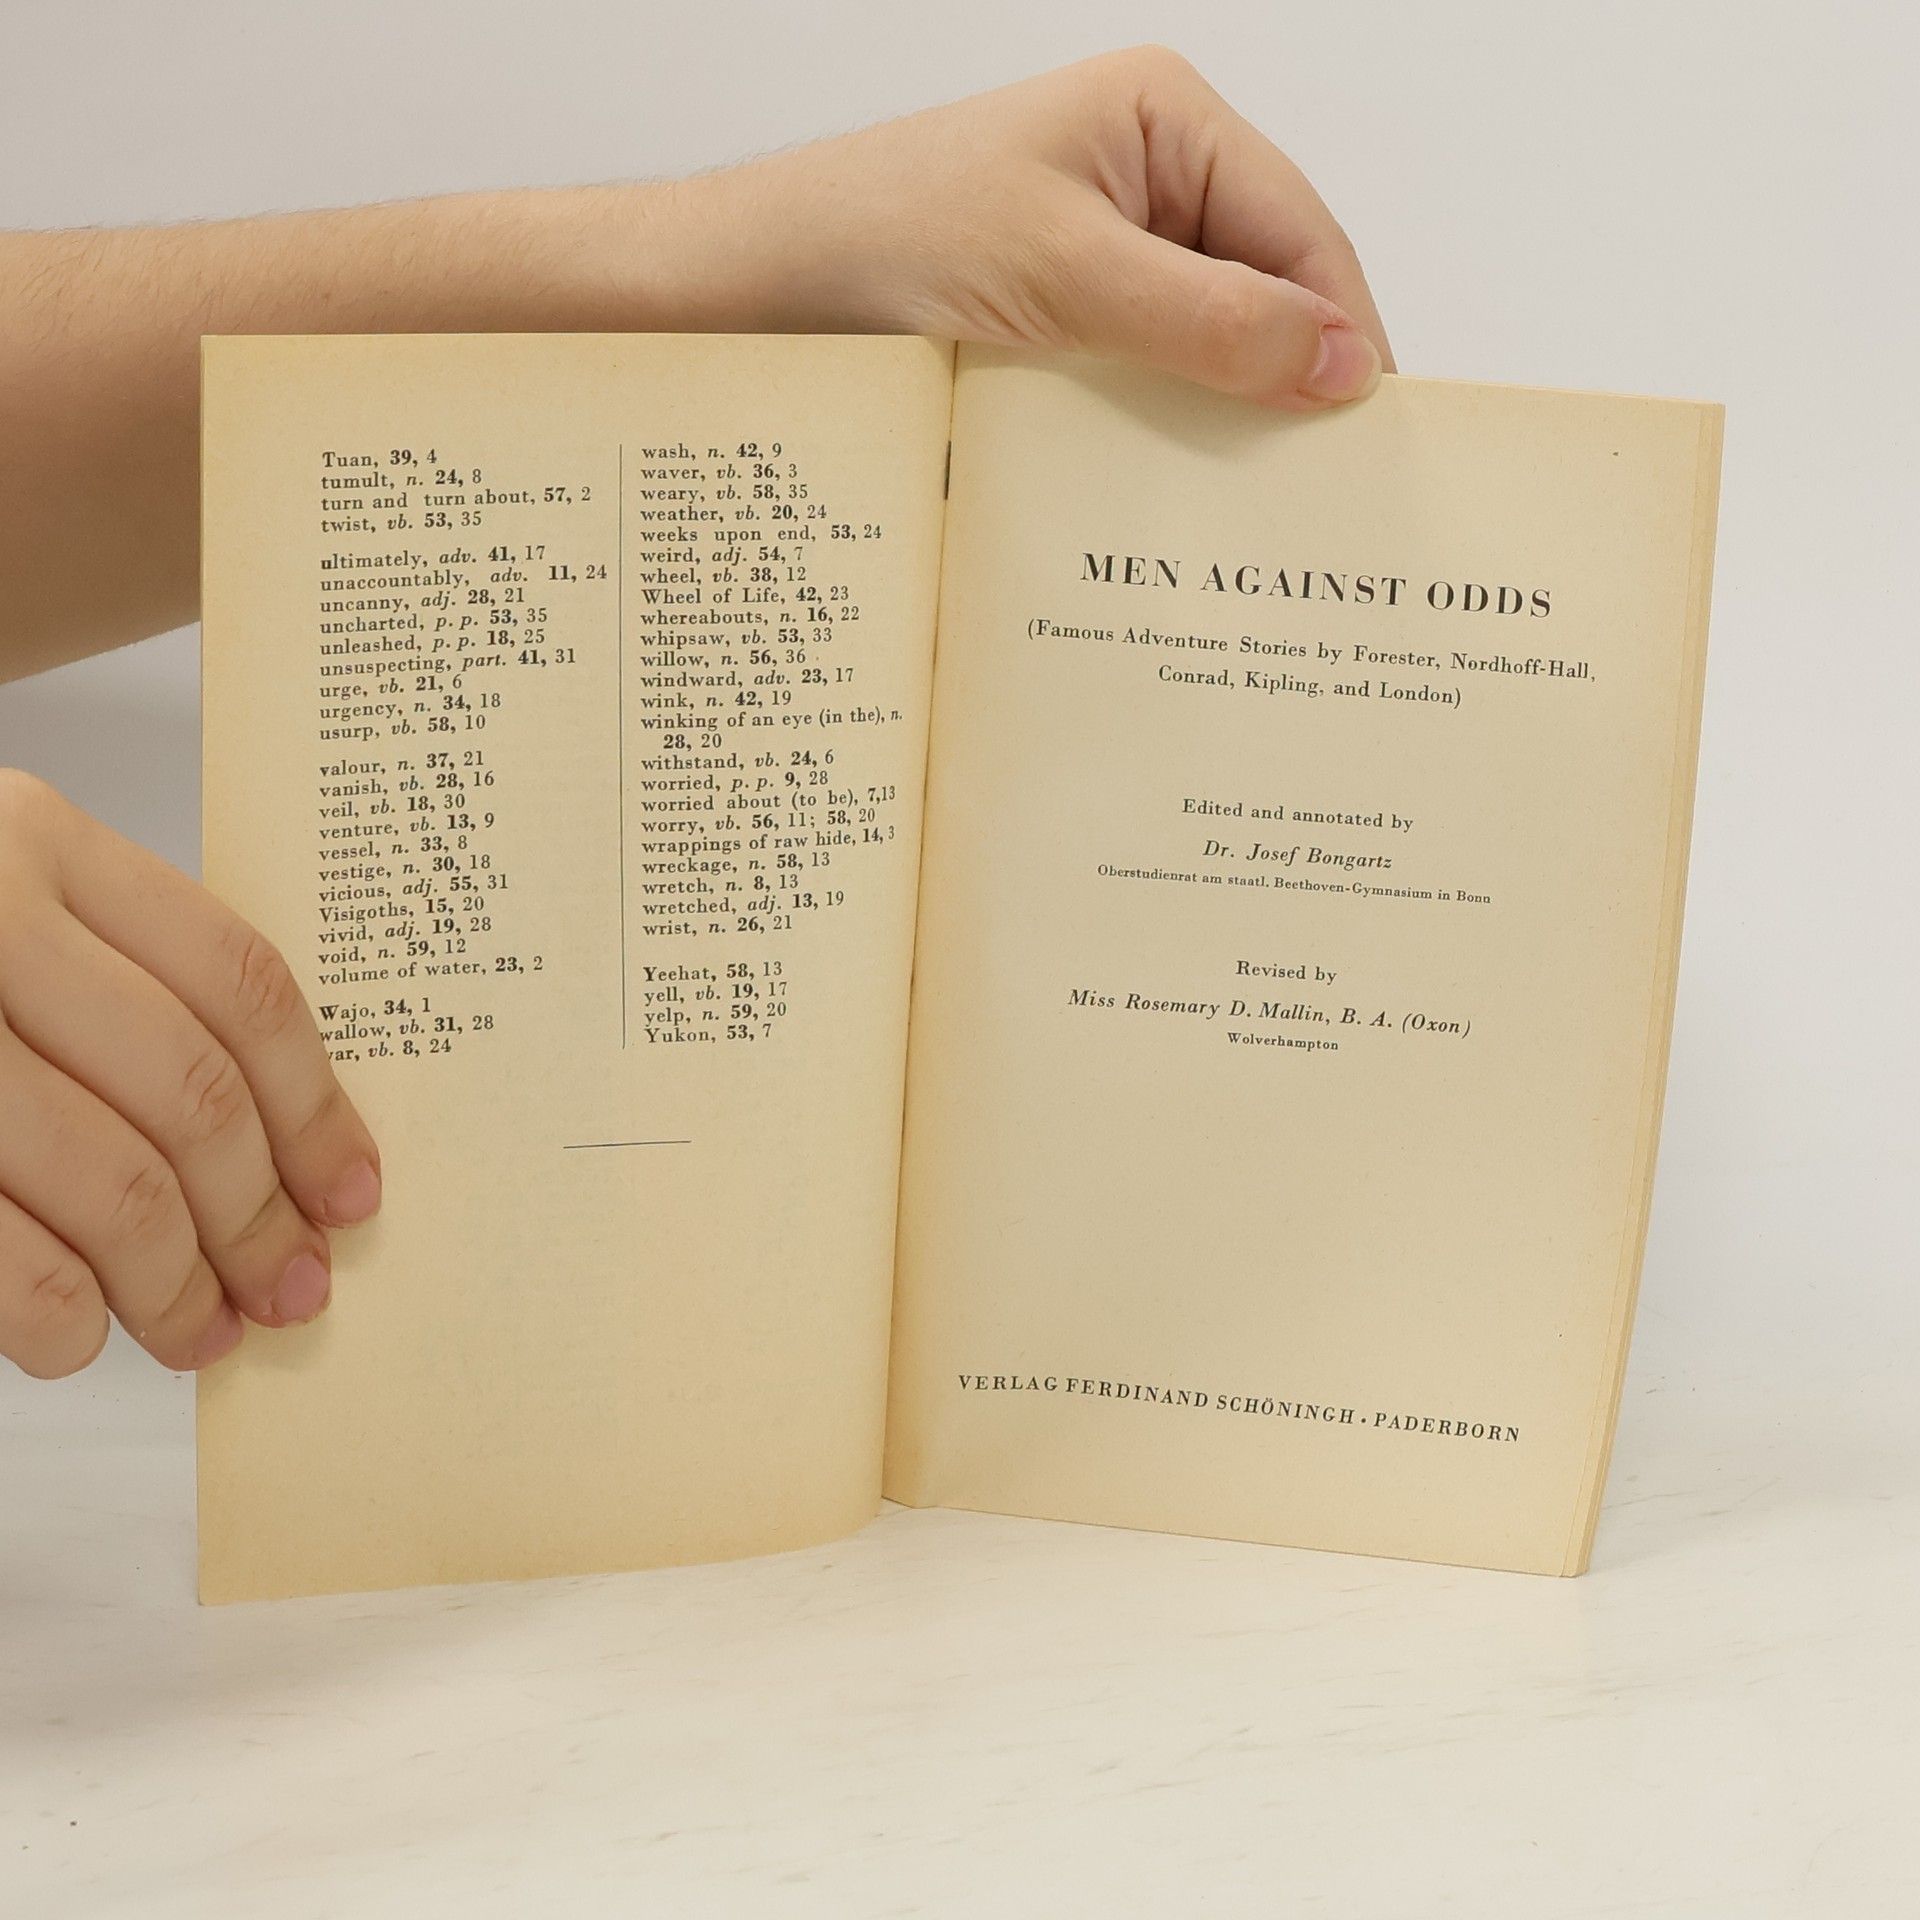 Tuan, 39, 4
tumult, n. 24, 8
turn and turn about, 57, 2
twist, vb. 53, 35
ultimately, adv. 41, 17
unaccountably, adv. 11, 24
uncanny, adj. 28, 21
uncharted, p. p. 53, 35
unleashed, p. p. 18, 25
unsuspecting, part. 41, 31
urge, vb. 21, 6
urgency, n. 34, 18
usurp, vb. 58, 10
valour, n. 37, 21
vanish, vb. 28, 16
veil, vb. 18, 30
venture, vb. 13, 9
vessel, n. 33, 8
vestige, n. 30, 18
vicious, adj. 55, 31
Visigoths, 15, 20
vivid, adj. 19, 28
void, n. 59, 12
volume of water, 23, 2
Wajo, 34, 1
wallow, vb. 31, 28
vb. 8, 24
wash, n. 42, 9
waver, vb. 36, 3
weary, vb. 58, 35
weather, vb. 20, 24
weeks upon end, 53, 24
weird, adj. 54, 7
wheel, vb. 38, 12
Wheel of Life, 42, 23
whereabouts, n. 16, 22
whipsaw, vb. 53, 33
willow, n. 56, 36
windward, adv. 23, 17
wink, n. 42, 19
winking of an eye (in the), n.
28, 20
withstand, vb. 24, 6
worried, p. p. 9, 28
worried about (to be), 7,13
worry, vb. 56, 11; 58, 20
wrappings of raw hide, 14, 3
wreckage, n. 58, 13
wretch, n. 8, 13
wretched, adj. 13, 19
wrist, n. 26, 21
Yeehat, 58, 13
yell, vb. 19, 17
yelp, n. 59, 20
Yukon, 53, 7
MEN AGAINST ODDS
(Famous Adventure Stories by Forester, Nordhoff-Hall,
Conrad, Kipling, and London)
Edited and annotated by
Dr. Josef Bongartz
Oberstudienrat am staatl. Beethoven-Gymnasium in Bonn
Revised by
Miss Rosemary D. Mallin, B. A. (Oxon)
Wolverhampton
VERLAG FERDINAND SCHÖNINGH • PADERBORN